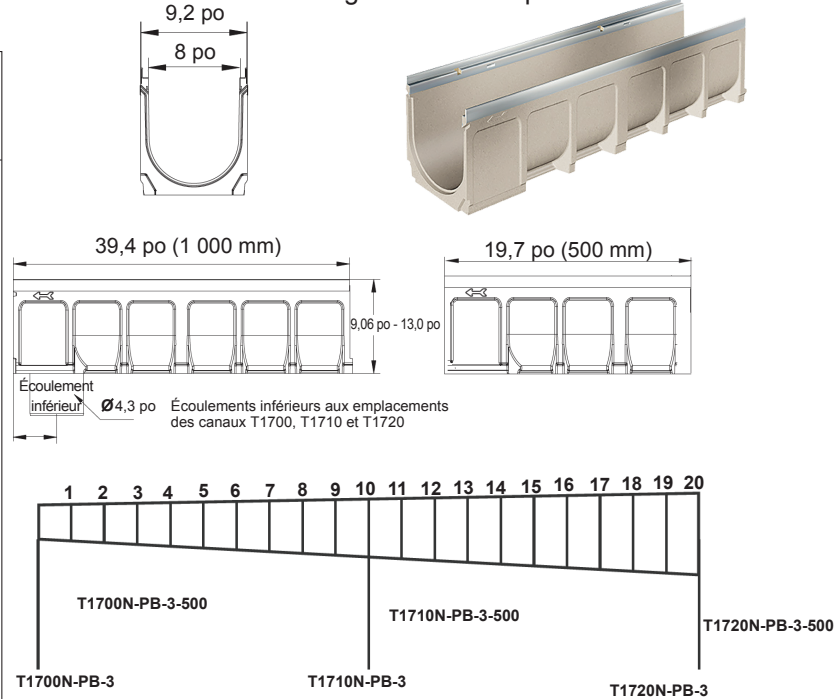 9,2 po
8 po
39,4 po (1 000 mm)
19,7 po (500 mm)
9,06 po - 13,0 po
Écoulement
inférieur
Ø4,3 po
Écoulements inférieurs aux emplacements
des canaux T1700, T1710 et T1720
1 2 3 4 5 6 7 8 9 10 11 12 13 14 15 16 17 18 19 20
T1700N-PB-3-500
T1710N-PB-3-500
T1720N-PB-3-500
T1700N-PB-3
T1710N-PB-3
T1720N-PB-3